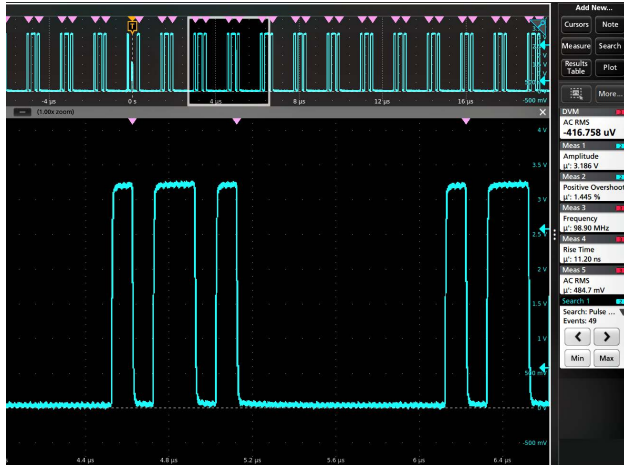 Add New...
Cursors
Note
Measure
Search
Results Table
Plot
More...
T
-4 µs
0 s
4 µs
8 µs
12 µs
16 µs
-500 mV
(1.00x zoom)
4 V
3.5 V
3 V
2.5 V
2 V
1.5 V
1 V
500 mV
0 V
-500 mV
4.4 µs
4.8 µs
5.2 µs
5.6 µs
6 µs
6.4 µs
DVM
AC RMS
-416.758 uV
Meas 1
Amplitude
µ': 3.186 V
Meas 2
Positive Overshoot
µ': 1.445 %
Meas 3
Frequency
µ': 98.90 MHz
Meas 4
Rise Time
µ': 11.20 ns
Meas 5
AC RMS
µ': 484.7 mV
Search 1
Search: Pulse ...
Events: 49
Min
Max